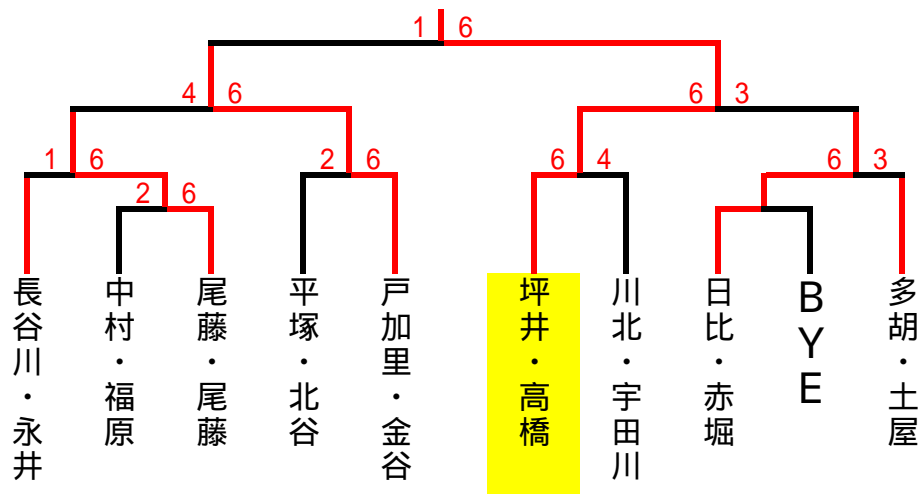 1 6
4 6
6 3
1 6
2 6
6 4
6 3
2 6
長谷川・永井
中村・福原
尾藤・尾藤
平塚・北谷
戸加里・金谷
坪井・高橋
川北・宇田川
日比・赤堀
BYE
多胡・土屋